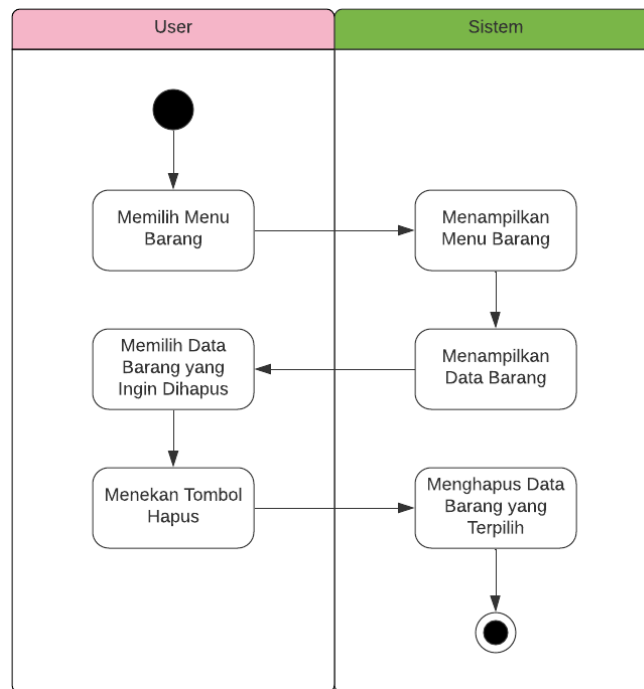 User
Sistem
Memilih Menu
Barang
Menampilkan
Menu Barang
Memilih Data
Barang yang
Ingin Dihapus
Menampilkan
Data Barang
Menekan Tombol
Hapus
Menghapus Data
Barang yang
Terpilih